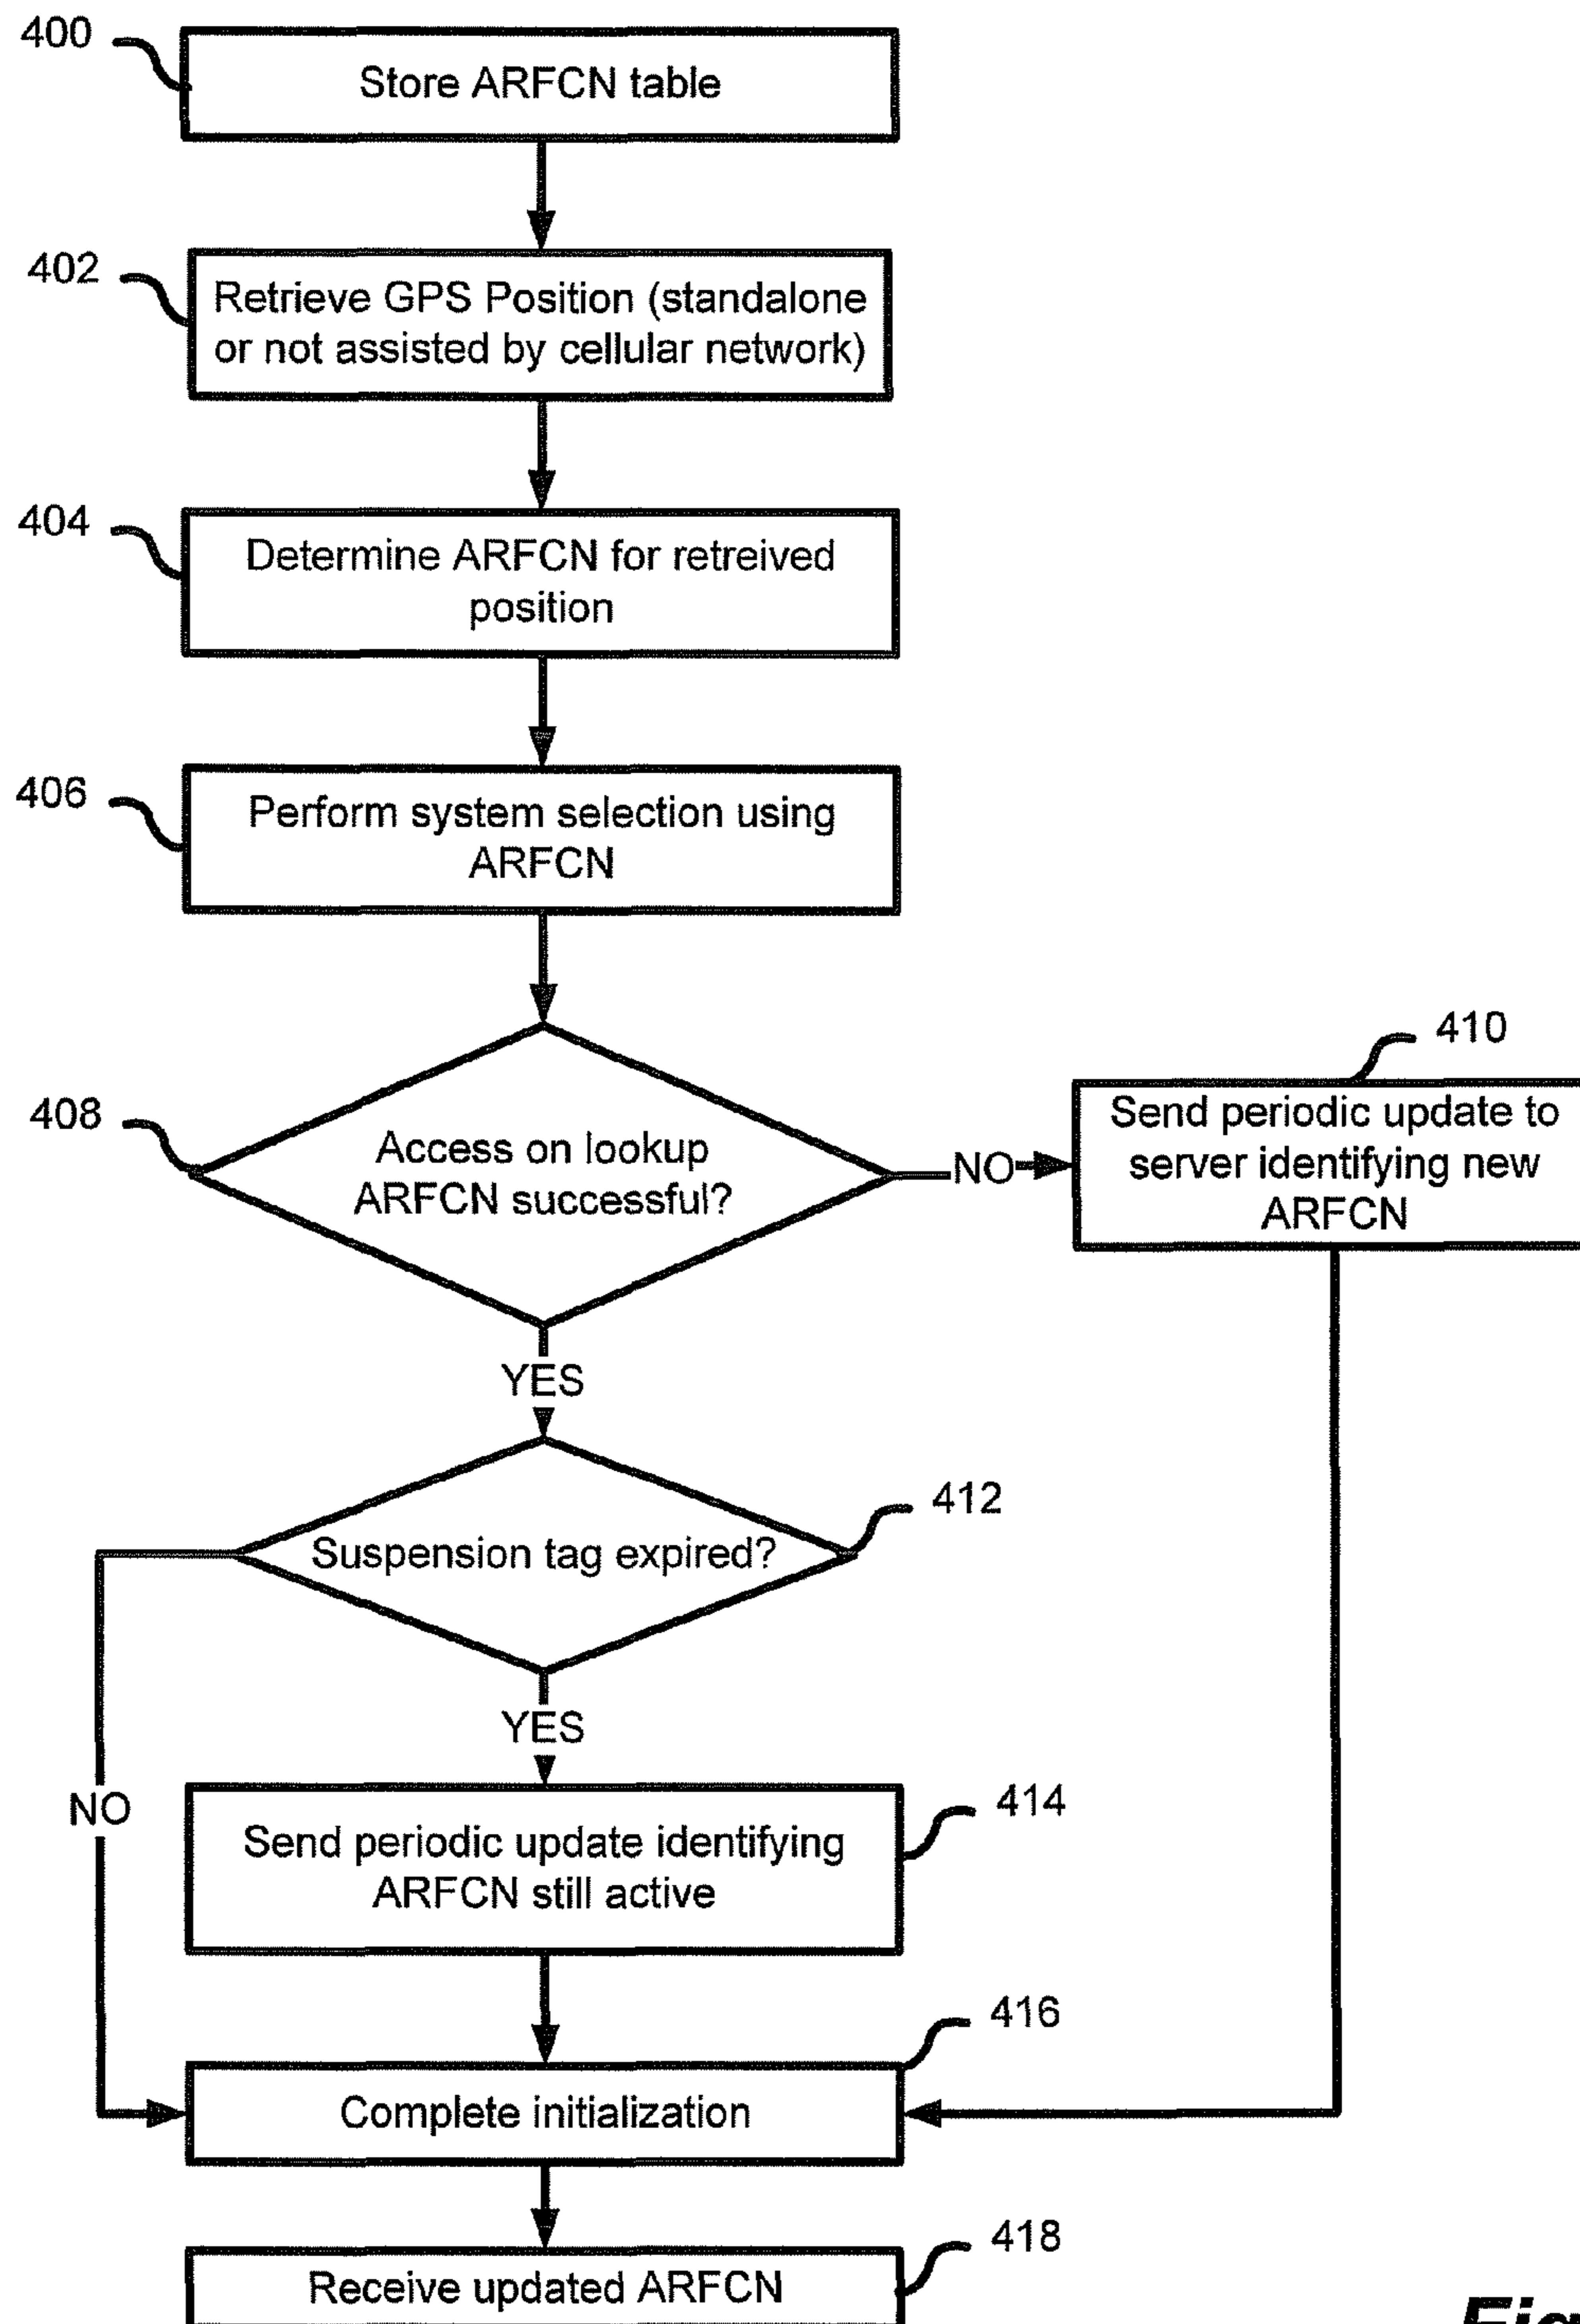 400
Store ARFCN table
402
Retrieve GPS Position (standalone
or not assisted by cellular network)
404
Determine ARFCN for retreived
position
406
Perform system selection using
ARFCN
408
Access on lookup
ARFCN successful?
NO
410
Send periodic update to
server identifying new
ARFCN
YES
412
Suspension tag expired?
YES
NO
414
Send periodic update identifying
ARFCN still active
416
Complete initialization
418
Receive updated ARFCN